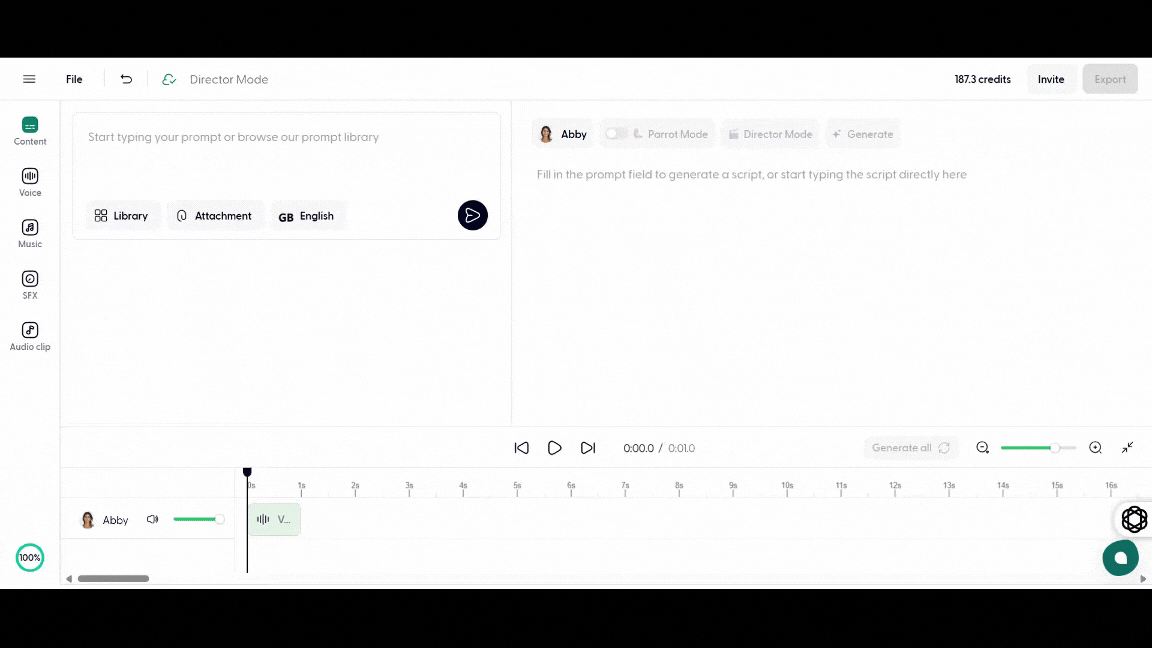 File
Director Mode
187.3 credits
Invite
Export
Content
Voice
Music
SFX
Audio clip
100%
Start typing your prompt or browse our prompt library
Library
Attachment
GB English
Abby
Parrot Mode
Director Mode
Generate
Fill in the prompt field to generate a script, or start typing the script directly here
0:00.0 / 0:01.0
Generate all
0s 1s 2s 3s 4s 5s 6s 7s 8s 9s 10s 11s 12s 13s 14s 15s 16s
Abby
V...